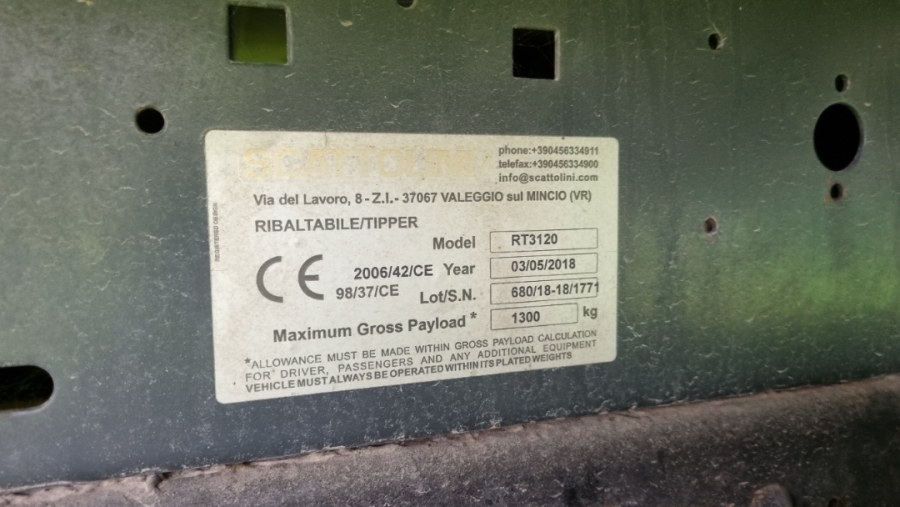 SCATTOLINI
phone:+390456334911
telefax:+390456334900
info@scattolini.com
Via del Lavoro, 8 - Z.I.- 37067 VALEGGIO sul MINCIO (VR)
RIBALTABILE/TIPPER
Model RT3120
CE 2006/42/CE Year 03/05/2018
98/37/CE Lot/S.N. 680/18-18/1771
Maximum Gross Payload * 1300 kg
*ALLOWANCE MUST BE MADE WITHIN GROSS PAYLOAD CALCULATION
FOR DRIVER, PASSENGERS AND ANY ADDITIONAL EQUIPMENT
VEHICLE MUST ALWAYS BE OPERATED WITHIN ITS PLATED WEIGHTS